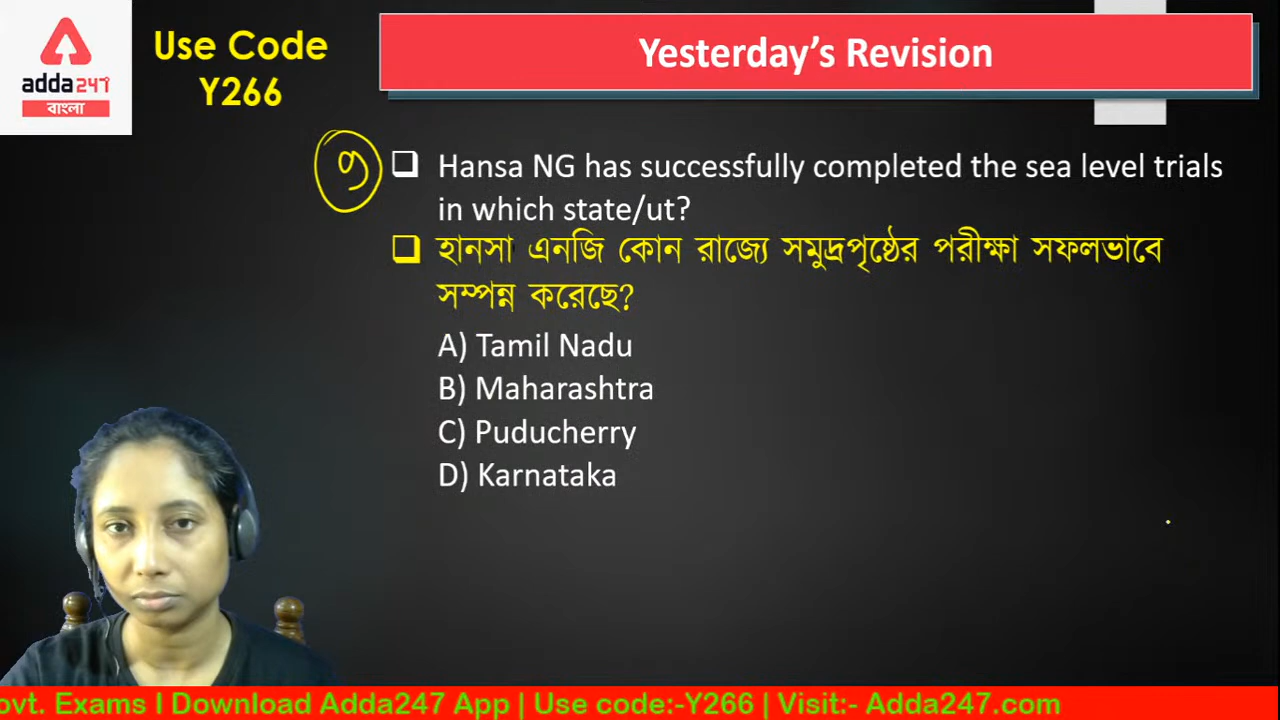 adda247
বাংলা
Use Code
Y266
Yesterday's Revision
❑ Hansa NG has successfully completed the sea level trials
in which state/ut?
❑ হানসা এনজি কোন রাজ্যে সমুদ্রপৃষ্ঠের পরীক্ষা সফলভাবে
সম্পন্ন করেছে?
A) Tamil Nadu
B) Maharashtra
C) Puducherry
D) Karnataka
ovt. Exams I Download Adda247 App | Use code:-Y266 | Visit:- Adda247.com